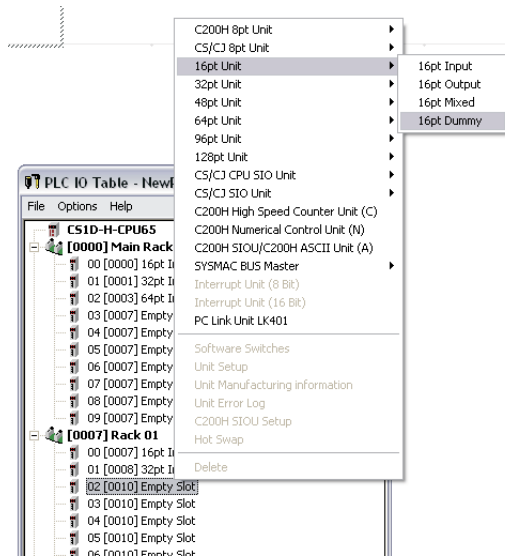 C200H 8pt Unit
CS/CJ 8pt Unit
16pt Unit
32pt Unit
48pt Unit
64pt Unit
96pt Unit
128pt Unit
CS/CJ CPU SIO Unit
CS/CJ SIO Unit
C200H High Speed Counter Unit (C)
C200H Numerical Control Unit (N)
C200H SIOU/C200H ASCII Unit (A)
SYSMAC BUS Master
Interrupt Unit (8 Bit)
Interrupt Unit (16 Bit)
PC Link Unit LK401
Software Switches
Unit Setup
Unit Manufacturing information
Unit Error Log
C200H SIOU Setup
Hot Swap
Delete
16pt Input
16pt Output
16pt Mixed
16pt Dummy
PLC IO Table -
File Options Help
CS1D-H-CPU65
[0000] Main Rack
00 [0000] 16pt
01 [0001] 32pt
02 [0003] 64pt
03 [0007] Empty
04 [0007] Empty
05 [0007] Empty
06 [0007] Empty
07 [0007] Empty
08 [0007] Empty
09 [0007] Empty
[0007] Rack 01
00 [0007] 16pt
01 [0008] 32pt
02 [0010] Empty Slot
03 [0010] Empty Slot
04 [0010] Empty Slot
05 [0010] Empty Slot
06 [0010] Empty Slot